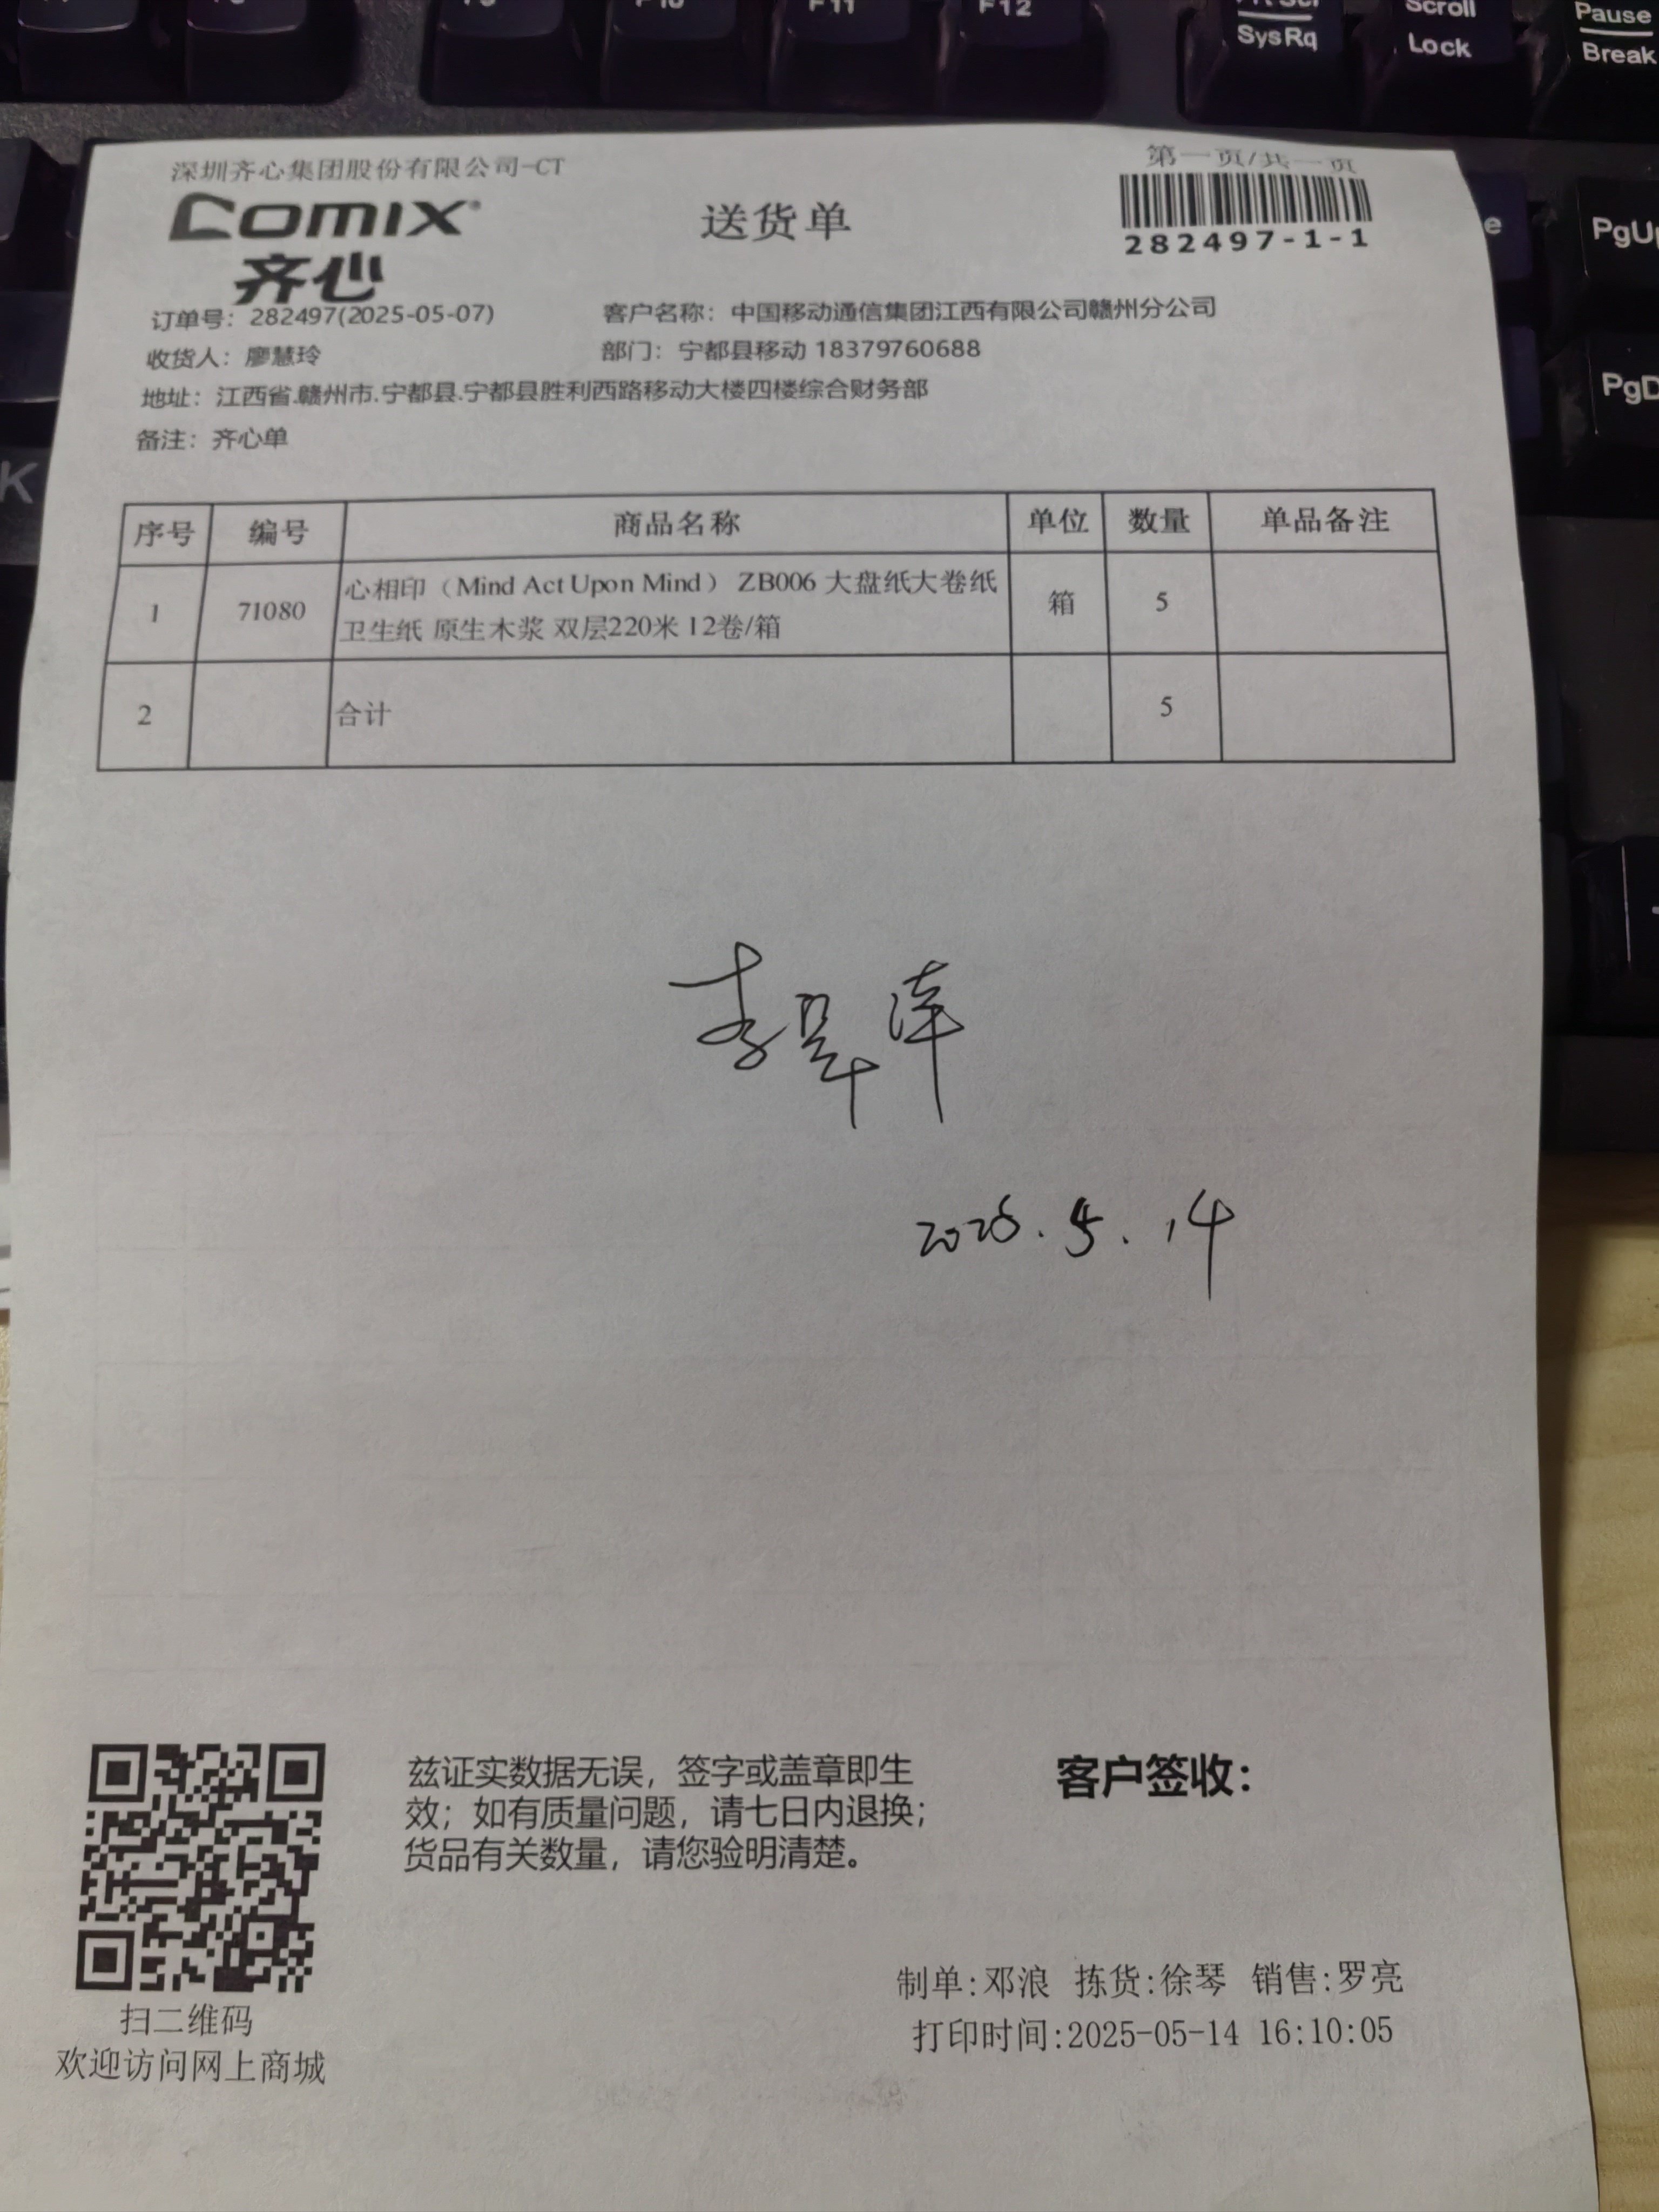 F10
F11
F12
SysRq
Scroll
Lock
Pause
Break
PgU
PgD
K
e
深圳齐心集团股份有限公司-CT
第一页/共一页
COMIX
齐心
送货单
282497-1-1
订单号：282497(2025-05-07)
客户名称：中国移动通信集团江西有限公司赣州分公司
收货人：廖慧玲
部门：宁都县移动 18379760688
地址：江西省.赣州市.宁都县.宁都县胜利西路移动大楼四楼综合财务部
备注：齐心单
序号 编号 商品名称 单位 数量 单品备注
1 71080 心相印（Mind Act Upon Mind） ZB006 大盘纸大卷纸 箱 5
卫生纸 原生木浆 双层220米 12卷/箱
2 合计 5
2025.5.14
兹证实数据无误，签字或盖章即生
效；如有质量问题，请七日内退换；
货品有关数量，请您验明清楚。
客户签收：
扫二维码
欢迎访问网上商城
制单:邓浪 拣货:徐琴 销售:罗亮
打印时间:2025-05-14 16:10:05